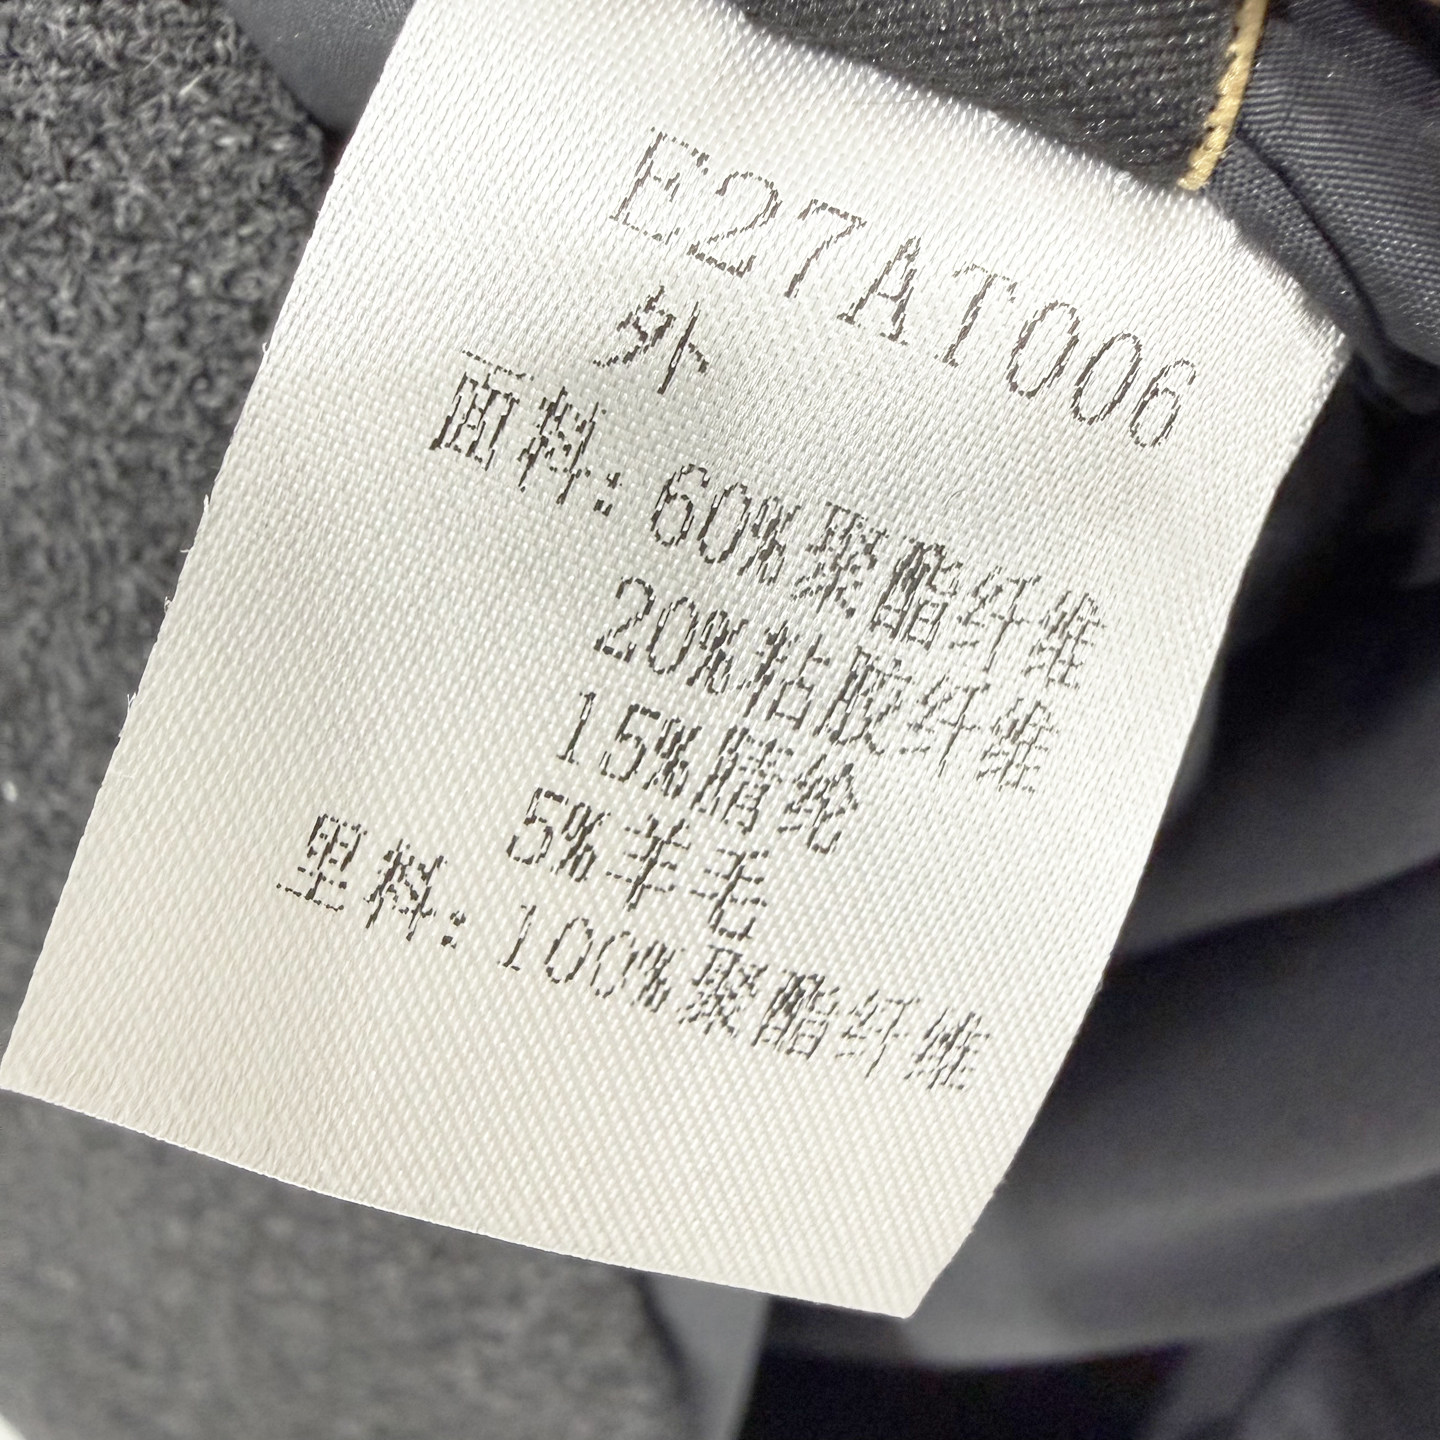 E27AT006
外
面料: 60%聚酯纤维
20%粘胶纤维
15%腈纶
5%羊毛
里料: 100%聚酯纤维